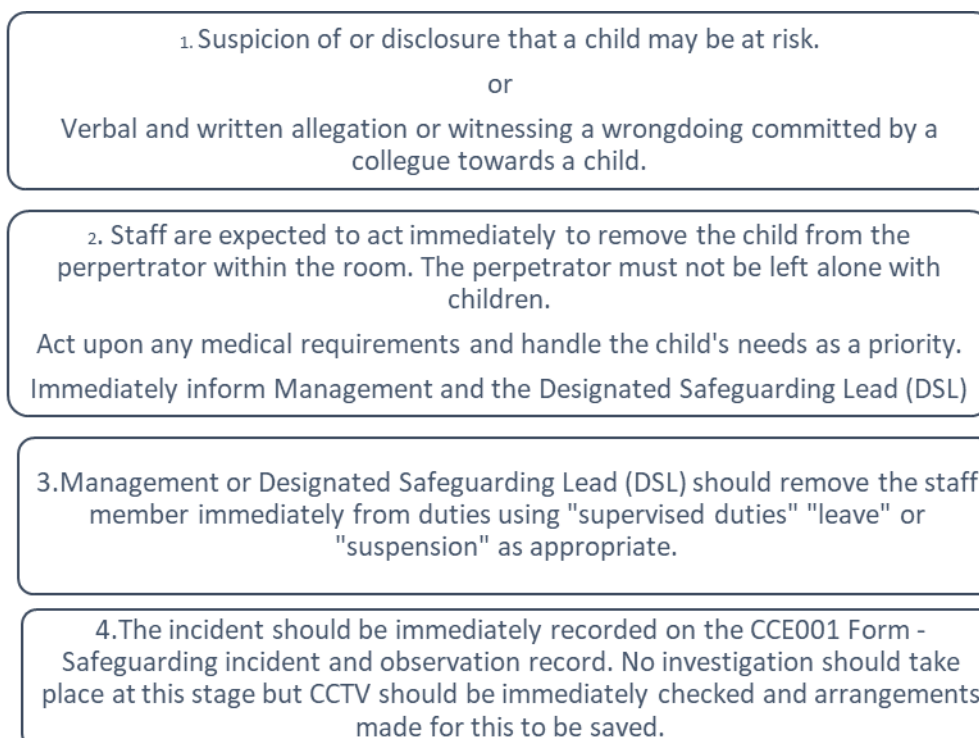 1. Suspicion of or disclosure that a child may be at risk.
or
Verbal and written allegation or witnessing a wrongdoing committed by a
collegue towards a child.
2. Staff are expected to act immediately to remove the child from the
perpertrator within the room. The perpetrator must not be left alone with
children.
Act upon any medical requirements and handle the child's needs as a priority.
Immediately inform Management and the Designated Safeguarding Lead (DSL)
3.Management or Designated Safeguarding Lead (DSL) should remove the staff
member immediately from duties using "supervised duties" "leave" or
"suspension" as appropriate.
4.The incident should be immediately recorded on the CCE001 Form -
Safeguarding incident and observation record. No investigation should take
place at this stage but CCTV should be immediately checked and arrangements
made for this to be saved.